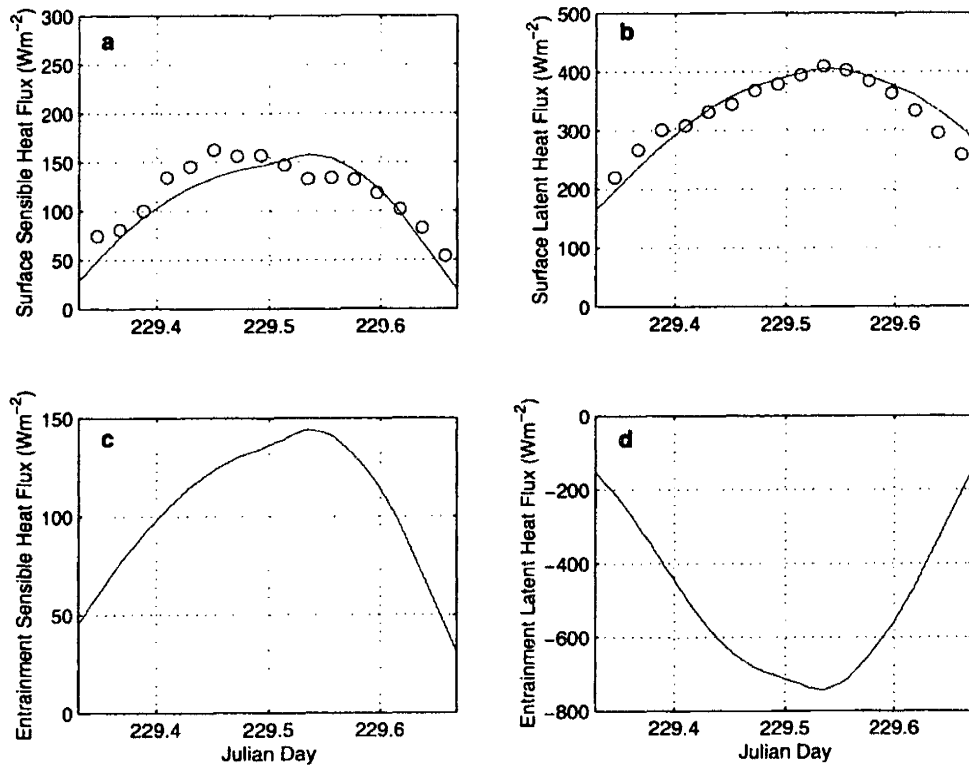 a
Surface Sensible Heat Flux (Wm−2)
300
250
200
150
100
50
0
229.4 229.5 229.6
b
Surface Latent Heat Flux (Wm−2)
500
400
300
200
100
0
229.4 229.5 229.6
c
Entrainment Sensible Heat Flux (Wm−2)
150
100
50
0
229.4 229.5 229.6
Julian Day
d
Entrainment Latent Heat Flux (Wm−2)
−0
−200
−400
−600
−800
229.4 229.5 229.6
Julian Day